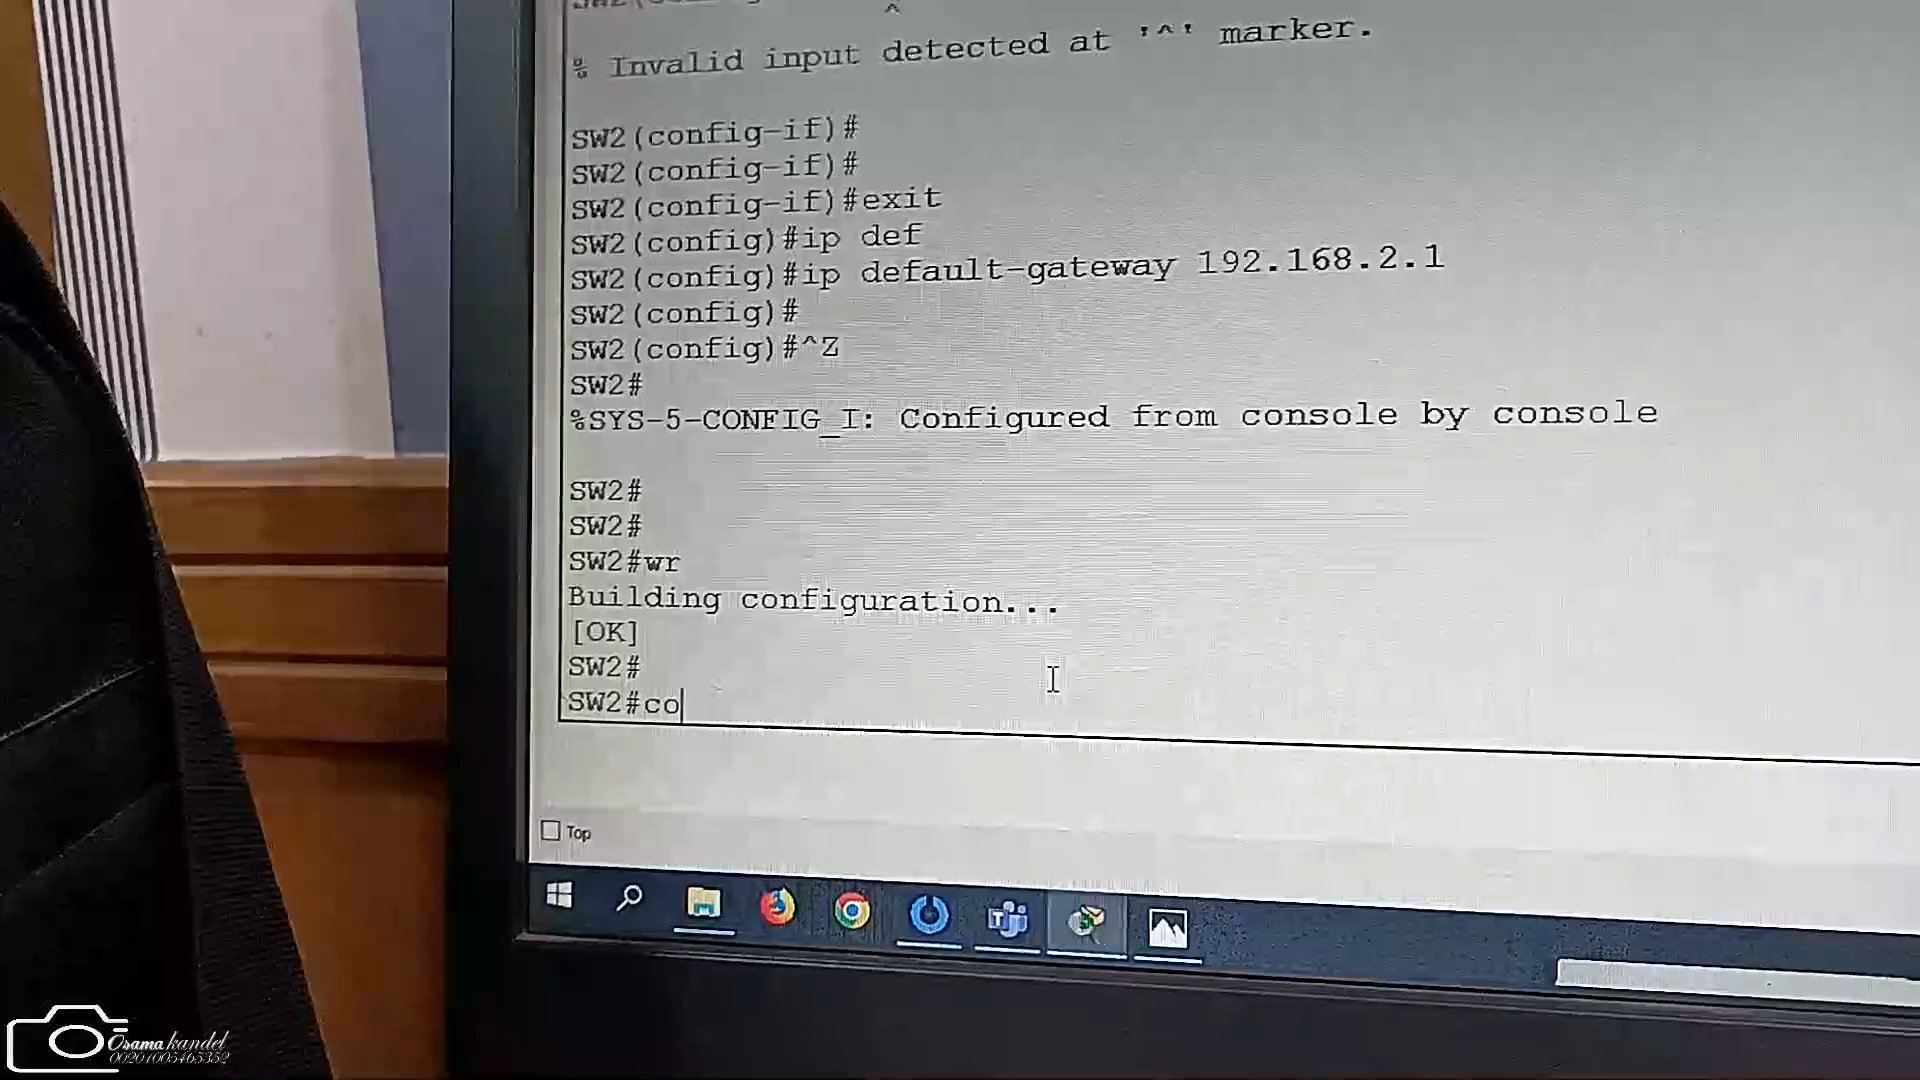 % Invalid input detected at '^' marker.
SW2(config-if)#
SW2(config-if)#
SW2(config-if)#exit
SW2(config)#ip def
SW2(config)#ip default-gateway 192.168.2.1
SW2(config)#
SW2(config)#^Z
SW2#
%SYS-5-CONFIG_I: Configured from console by console
SW2#
SW2#
SW2#wr
Building configuration...
[OK]
SW2#
SW2#co
Top
Osama kandel
00201005465352